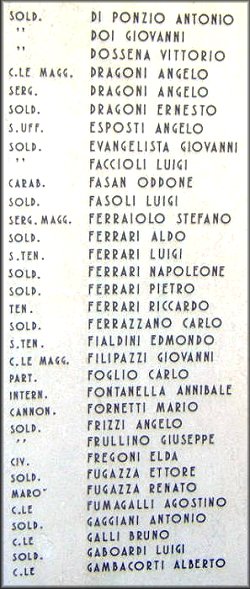 SOLD. DI PONZIO ANTONIO
" DOI GIOVANNI
" DOSSENA VITTORIO
C.LE MAGG. DRAGONI ANGELO
SERG. DRAGONI ANGELO
SOLD. DRAGONI ERNESTO
S.UFF. ESPOSTI ANGELO
SOLD. EVANGELISTA GIOVANNI
" FACCIOLI LUIGI
CARAB. FASAN ODDONE
SOLD. FASOLI LUIGI
SERG. MAGG. FERRAIOLO STEFANO
SOLD. FERRARI ALDO
S.TEN. FERRARI LUIGI
SOLD. FERRARI NAPOLEONE
SOLD. FERRARI PIETRO
TEN. FERRARI RICCARDO
SOLD. FERRAZZANO CARLO
S.TEN. FIALDINI EDMONDO
C.LE MAGG. FILIPAZZI GIOVANNI
PART. FOGLIO CARLO
INTERN. FONTANELLA ANNIBALE
CANNON. FORNETTI MARIO
SOLD. FRIZZI ANGELO
" FRULLINO GIUSEPPE
CIV. FREGONI ELDA
SOLD. FUGAZZA ETTORE
MARO' FUGAZZA RENATO
C.LE FUMAGALLI AGOSTINO
SOLD. GAGGIANI ANTONIO
C.LE GALLI BRUNO
SOLD. GABOARDI LUIGI
C.LE GAMBACORTI ALBERTO